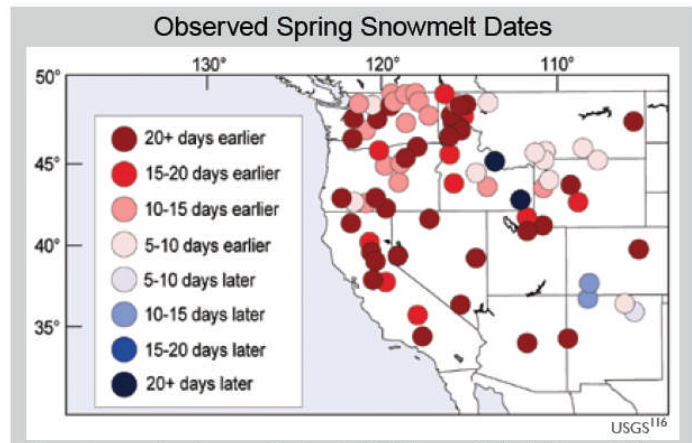 Observed Spring Snowmelt Dates
130° 120° 110°
50°
45°
40°
35°
20+ days earlier
15-20 days earlier
10-15 days earlier
5-10 days earlier
5-10 days later
10-15 days later
15-20 days later
20+ days later
USGS116